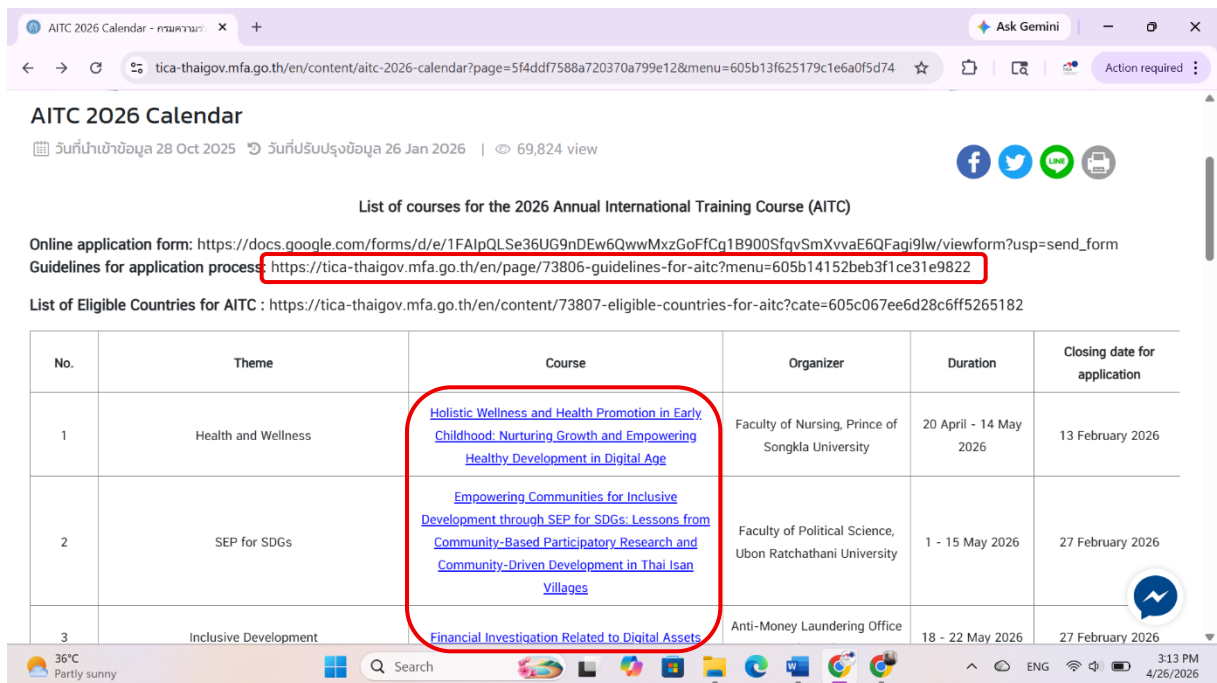 AITC 2026 Calendar - กรมความร่ว
Ask Gemini
tica-thaigov.mfa.go.th/en/content/aitc-2026-calendar?page=5f4ddf7588a720370a799e12&menu=605b13f625179c1e6a0f5d74
Action required
AITC 2026 Calendar
วันที่นำเข้าข้อมูล 28 Oct 2025 วันที่ปรับปรุงข้อมูล 26 Jan 2026 | 69,824 view
List of courses for the 2026 Annual International Training Course (AITC)
Online application form: https://docs.google.com/forms/d/e/1FAIpQLSe36UG9nDEw6QwwMxzGoFfCg1B900SfqvSmXvvaE6QFagi9lw/viewform?usp=send_form
Guidelines for application process: https://tica-thaigov.mfa.go.th/en/page/73806-guidelines-for-aitc?menu=605b14152beb3f1ce31e9822
List of Eligible Countries for AITC : https://tica-thaigov.mfa.go.th/en/content/73807-eligible-countries-for-aitc?cate=605c067ee6d28c6ff5265182
No. Theme Course Organizer Duration Closing date for
application
1 Health and Wellness
Holistic Wellness and Health Promotion in Early
Childhood: Nurturing Growth and Empowering
Healthy Development in Digital Age
Faculty of Nursing, Prince of
Songkla University
20 April - 14 May
2026
13 February 2026
2 SEP for SDGs
Empowering Communities for Inclusive
Development through SEP for SDGs: Lessons from
Community-Based Participatory Research and
Community-Driven Development in Thai Isan
Villages
Faculty of Political Science,
Ubon Ratchathani University
1 - 15 May 2026
27 February 2026
3 Inclusive Development
Financial Investigation Related to Digital Assets
Anti-Money Laundering Office
18 - 22 May 2026
27 February 2026
36°C
Partly sunny
Search
ENG
3:13 PM
4/26/2026